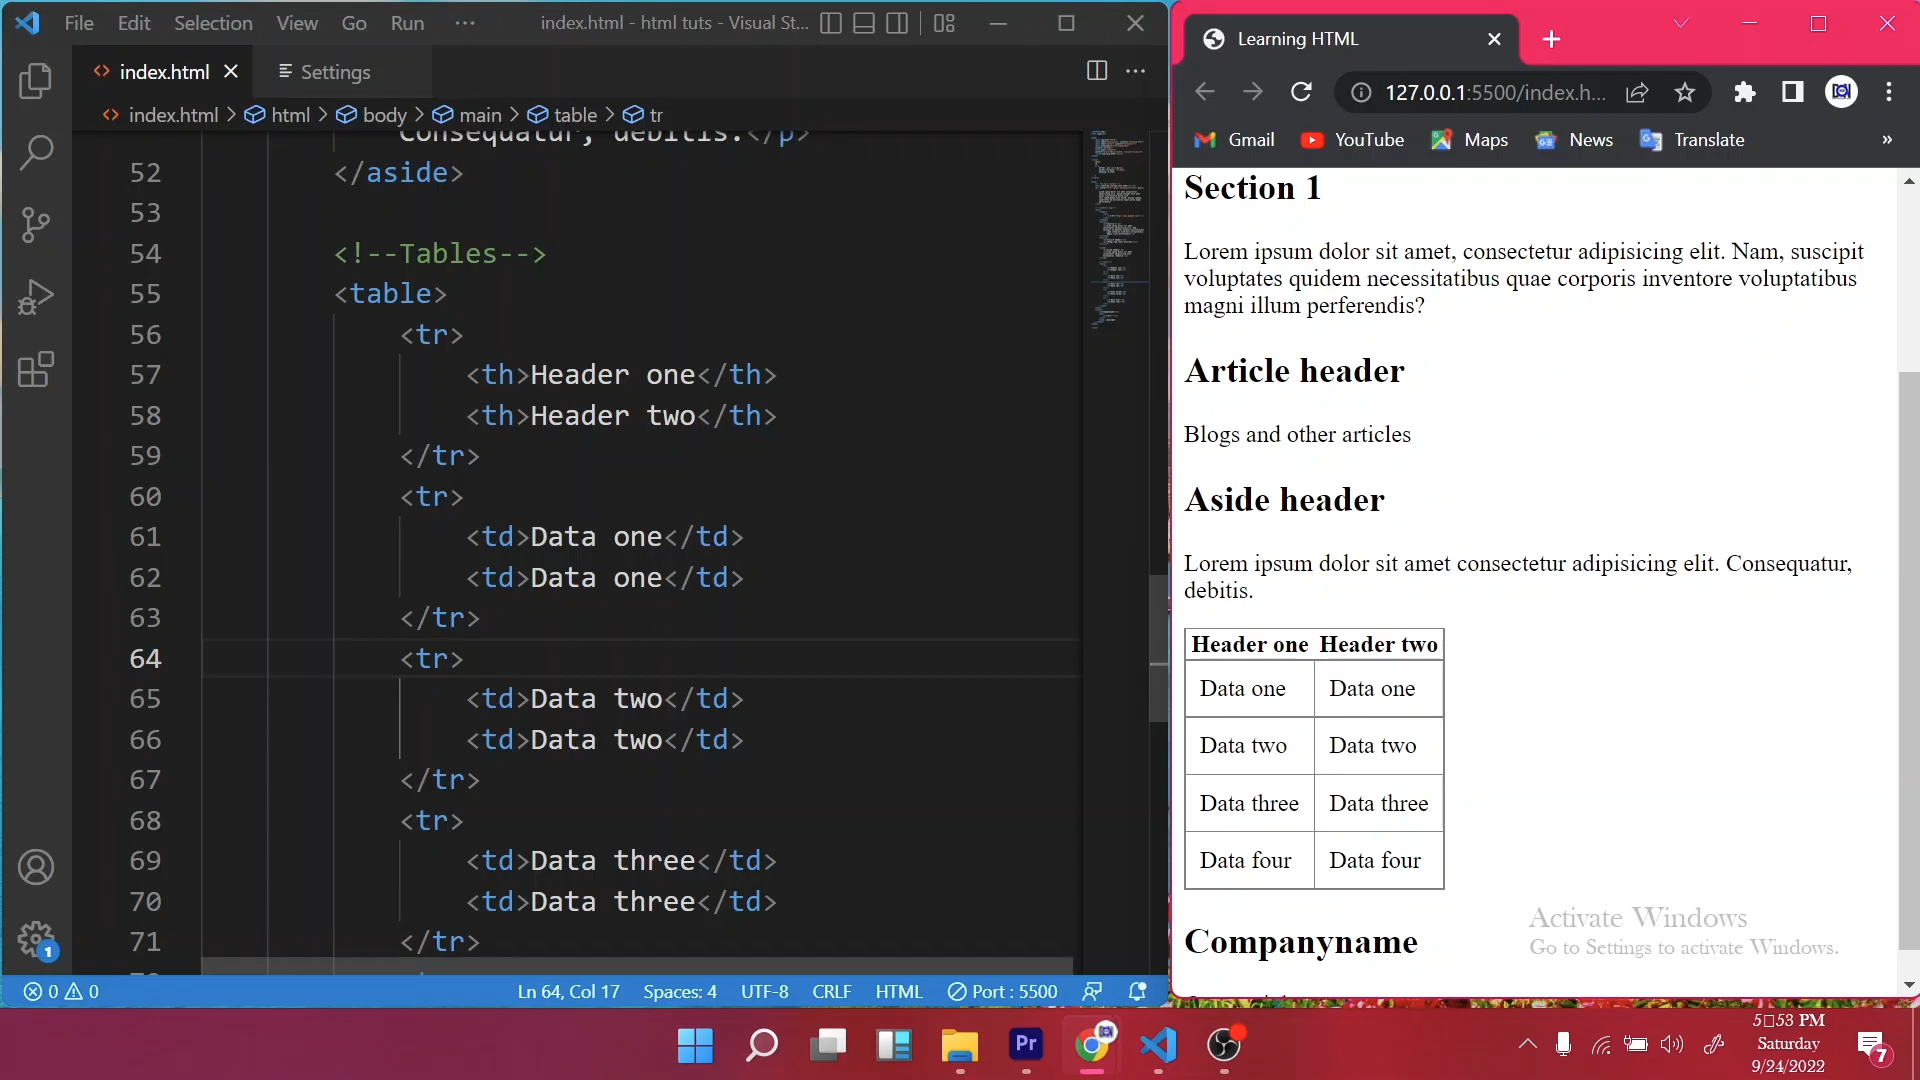 File Edit Selection View Go Run ··· index.html - html tuts - Visual St...
index.html Settings
index.html > html > body > main > table > tr
Consequatur, debitis.</p>
52 </aside>
53
54 <!--Tables-->
55 <table>
56 <tr>
57 <th>Header one</th>
58 <th>Header two</th>
59 </tr>
60 <tr>
61 <td>Data one</td>
62 <td>Data one</td>
63 </tr>
64 <tr>
65 <td>Data two</td>
66 <td>Data two</td>
67 </tr>
68 <tr>
69 <td>Data three</td>
70 <td>Data three</td>
71 </tr>
1
0 0 Ln 64, Col 17 Spaces: 4 UTF-8 CRLF HTML Port : 5500
Learning HTML
127.0.0.1:5500/index.h...
Gmail YouTube Maps News Translate »
Section 1
Lorem ipsum dolor sit amet, consectetur adipisicing elit. Nam, suscipit
voluptates quidem necessitatibus quae corporis inventore voluptatibus
magni illum perferendis?
Article header
Blogs and other articles
Aside header
Lorem ipsum dolor sit amet consectetur adipisicing elit. Consequatur,
debitis.
Header one Header two
Data one Data one
Data two Data two
Data three Data three
Data four Data four
Companyname
Activate Windows
Go to Settings to activate Windows.
Pr
5□53 PM
Saturday
9/24/2022
7